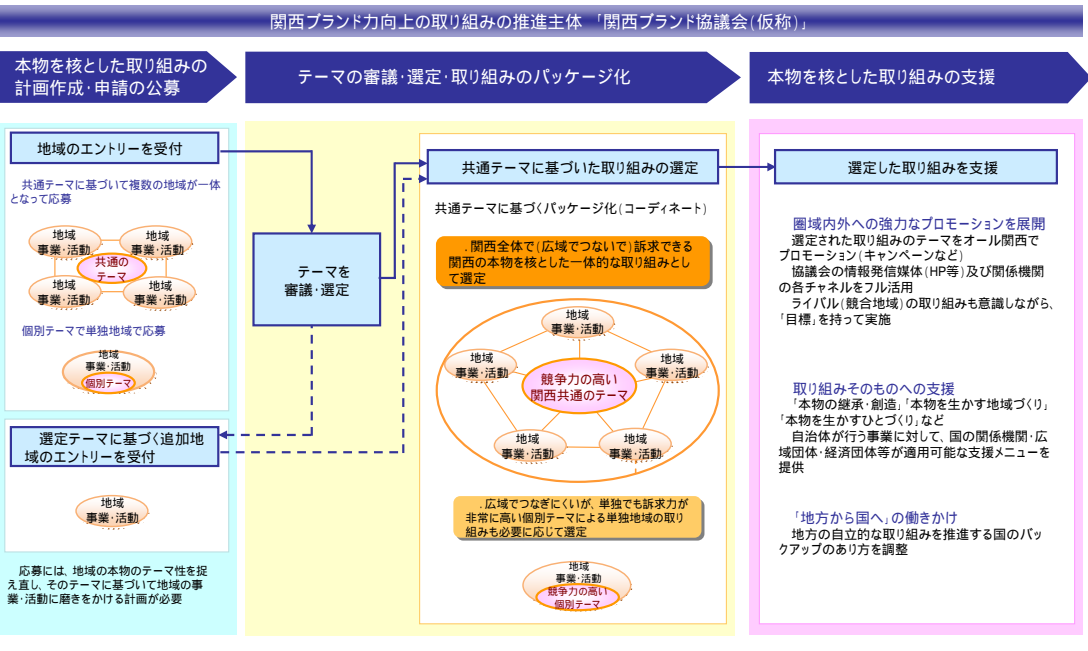 関西ブランド力向上の取り組みの推進主体 「関西ブランド協議会(仮称)」
本物を核とした取り組みの
計画作成・申請の公募
テーマの審議・選定・取り組みのパッケージ化
本物を核とした取り組みの支援
地域のエントリーを受付
共通テーマに基づいて複数の地域が一体
となって応募
地域
事業・活動
地域
事業・活動
共通の
テーマ
地域
事業・活動
地域
事業・活動
個別テーマで単独地域で応募
地域
事業・活動
個別テーマ
選定テーマに基づく追加地
域のエントリーを受付
地域
事業・活動
応募には、地域の本物のテーマ性を捉
え直し、そのテーマに基づいて地域の事
業・活動に磨きをかける計画が必要
テーマを
審議・選定
共通テーマに基づいた取り組みの選定
共通テーマに基づくパッケージ化(コーディネート)
.関西全体で(広域でつないで)訴求できる
関西の本物を核とした一体的な取り組みとし
て選定
地域
事業・活動
地域
事業・活動
地域
事業・活動
競争力の高い
関西共通のテーマ
地域
事業・活動
地域
事業・活動
.広域でつなぎにくいが、単独でも訴求力が
非常に高い個別テーマによる単独地域の取り
組みも必要に応じて選定
地域
事業・活動
競争力の高い
個別テーマ
選定した取り組みを支援
圏域内外への強力なプロモーションを展開
選定された取り組みのテーマをオール関西で
プロモーション(キャンペーンなど)
協議会の情報発信媒体(HP等)及び関係機関
の各チャネルをフル活用
ライバル(競合地域)の取り組みも意識しながら、
「目標」を持って実施
取り組みそのものへの支援
「本物の継承・創造」「本物を生かす地域づくり」
「本物を生かすひとづくり」など
自治体が行う事業に対して、国の関係機関・広
域団体・経済団体等が適用可能な支援メニューを
提供
「地方から国へ」の働きかけ
地方の自立的な取り組みを推進する国のバッ
クアップのあり方を調整